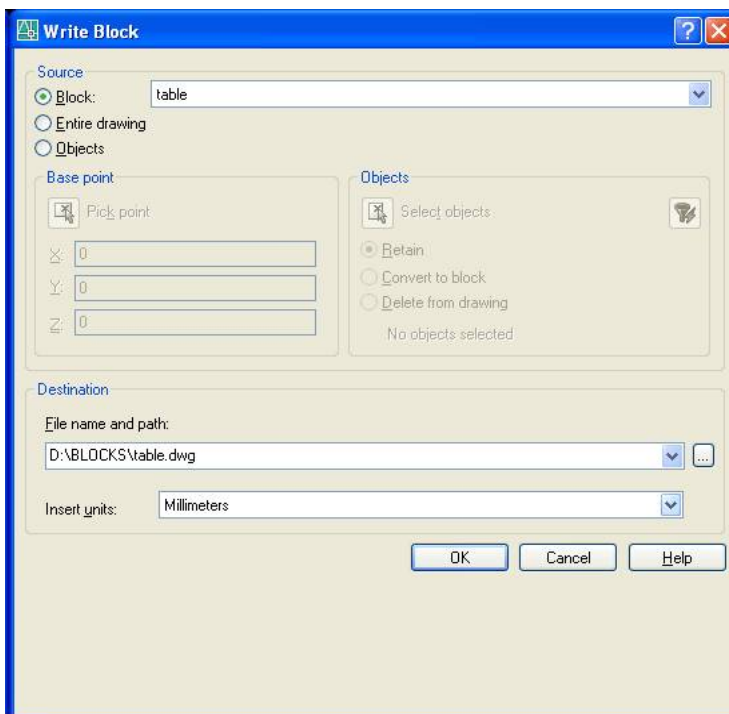 Write Block
Source
Block: table
Entire drawing
Objects
Base point
Pick point
X: 0
Y: 0
Z: 0
Objects
Select objects
Retain
Convert to block
Delete from drawing
No objects selected
Destination
File name and path:
D:\BLOCKS\table.dwg
...
Insert units: Millimeters
OK Cancel Help